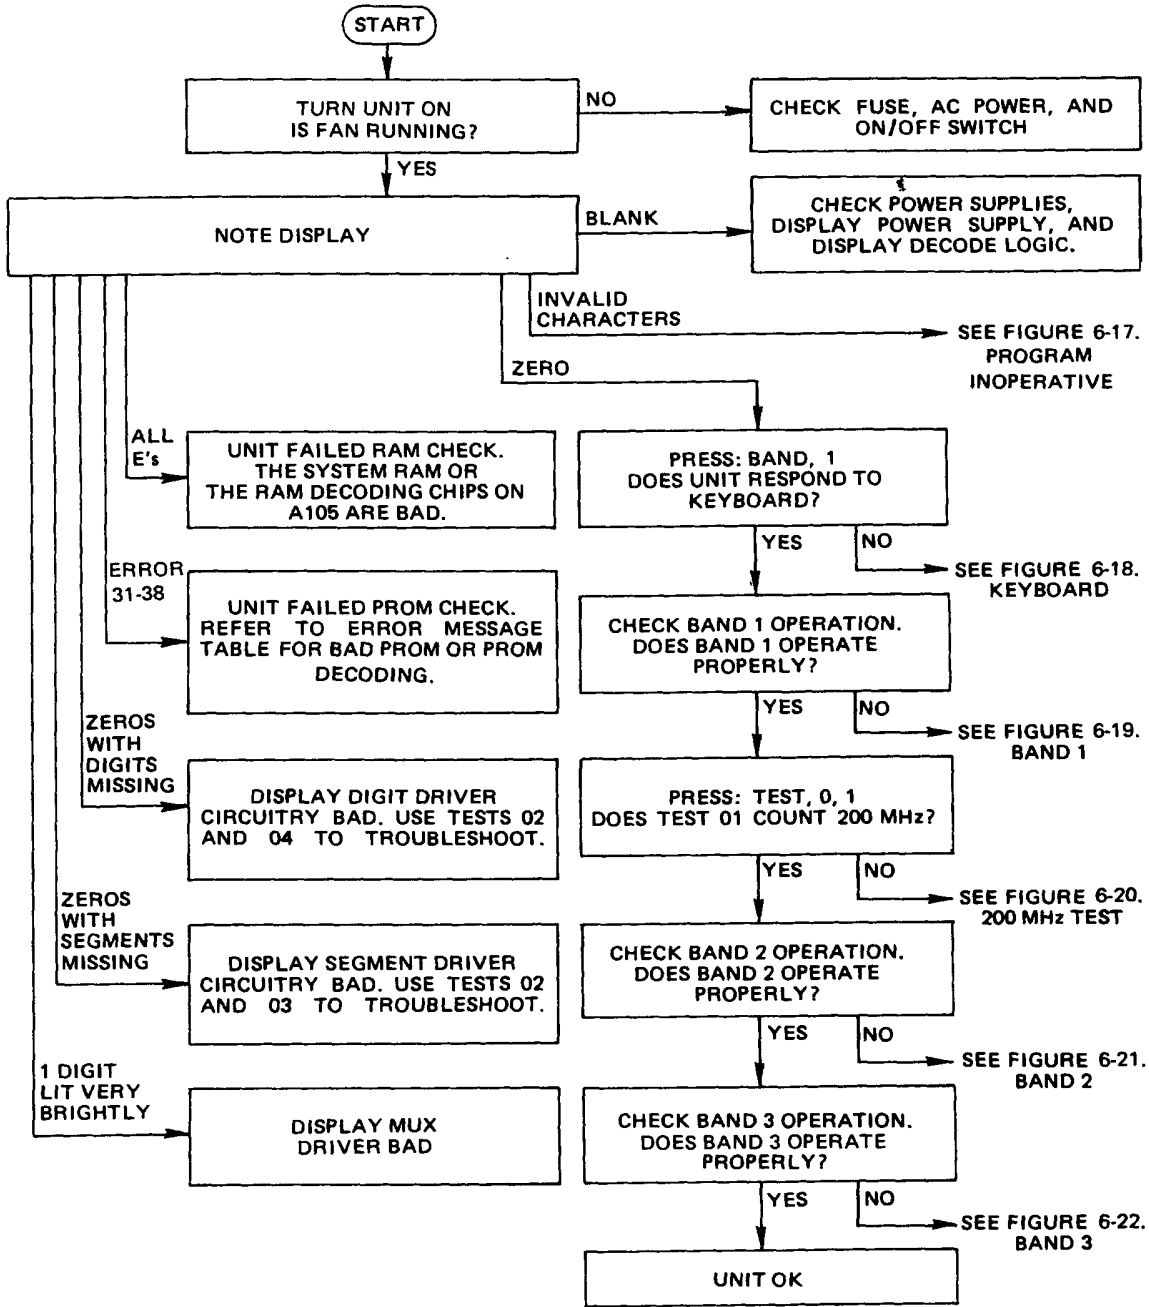 START
TURN UNIT ON
IS FAN RUNNING?
NO
CHECK FUSE, AC POWER, AND
ON/OFF SWITCH
YES
NOTE DISPLAY
BLANK
CHECK POWER SUPPLIES,
DISPLAY POWER SUPPLY, AND
DISPLAY DECODE LOGIC.
INVALID
CHARACTERS
SEE FIGURE 6-17.
PROGRAM
INOPERATIVE
ZERO
ALL
E's
UNIT FAILED RAM CHECK.
THE SYSTEM RAM OR
THE RAM DECODING CHIPS ON
A105 ARE BAD.
PRESS: BAND, 1
DOES UNIT RESPOND TO
KEYBOARD?
YES
NO
SEE FIGURE 6-18.
KEYBOARD
ERROR
31-38
UNIT FAILED PROM CHECK.
REFER TO ERROR MESSAGE
TABLE FOR BAD PROM OR PROM
DECODING.
CHECK BAND 1 OPERATION.
DOES BAND 1 OPERATE
PROPERLY?
YES
NO
SEE FIGURE 6-19.
BAND 1
ZEROS
WITH
DIGITS
MISSING
DISPLAY DIGIT DRIVER
CIRCUITRY BAD. USE TESTS 02
AND 04 TO TROUBLESHOOT.
PRESS: TEST, 0, 1
DOES TEST 01 COUNT 200 MHz?
YES
NO
SEE FIGURE 6-20.
200 MHz TEST
ZEROS
WITH
SEGMENTS
MISSING
DISPLAY SEGMENT DRIVER
CIRCUITRY BAD. USE TESTS 02
AND 03 TO TROUBLESHOOT.
CHECK BAND 2 OPERATION.
DOES BAND 2 OPERATE
PROPERLY?
YES
NO
SEE FIGURE 6-21.
BAND 2
1 DIGIT
LIT VERY
BRIGHTLY
DISPLAY MUX
DRIVER BAD
CHECK BAND 3 OPERATION.
DOES BAND 3 OPERATE
PROPERLY?
YES
NO
SEE FIGURE 6-22.
BAND 3
UNIT OK